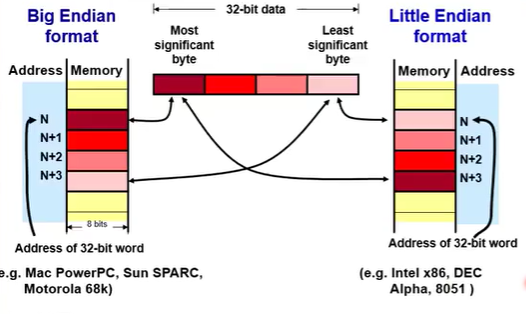 Big Endian
format
32-bit data
Little Endian
format
Most
significant
byte
Least
significant
byte
Address Memory
Memory Address
N
N+1
N+2
N+3
N
N+1
N+2
N+3
8 bits
Address of 32-bit word
Address of 32-bit word
e.g. Mac PowerPC, Sun SPARC,
Motorola 68k)
(e.g. Intel x86, DEC
Alpha, 8051 )